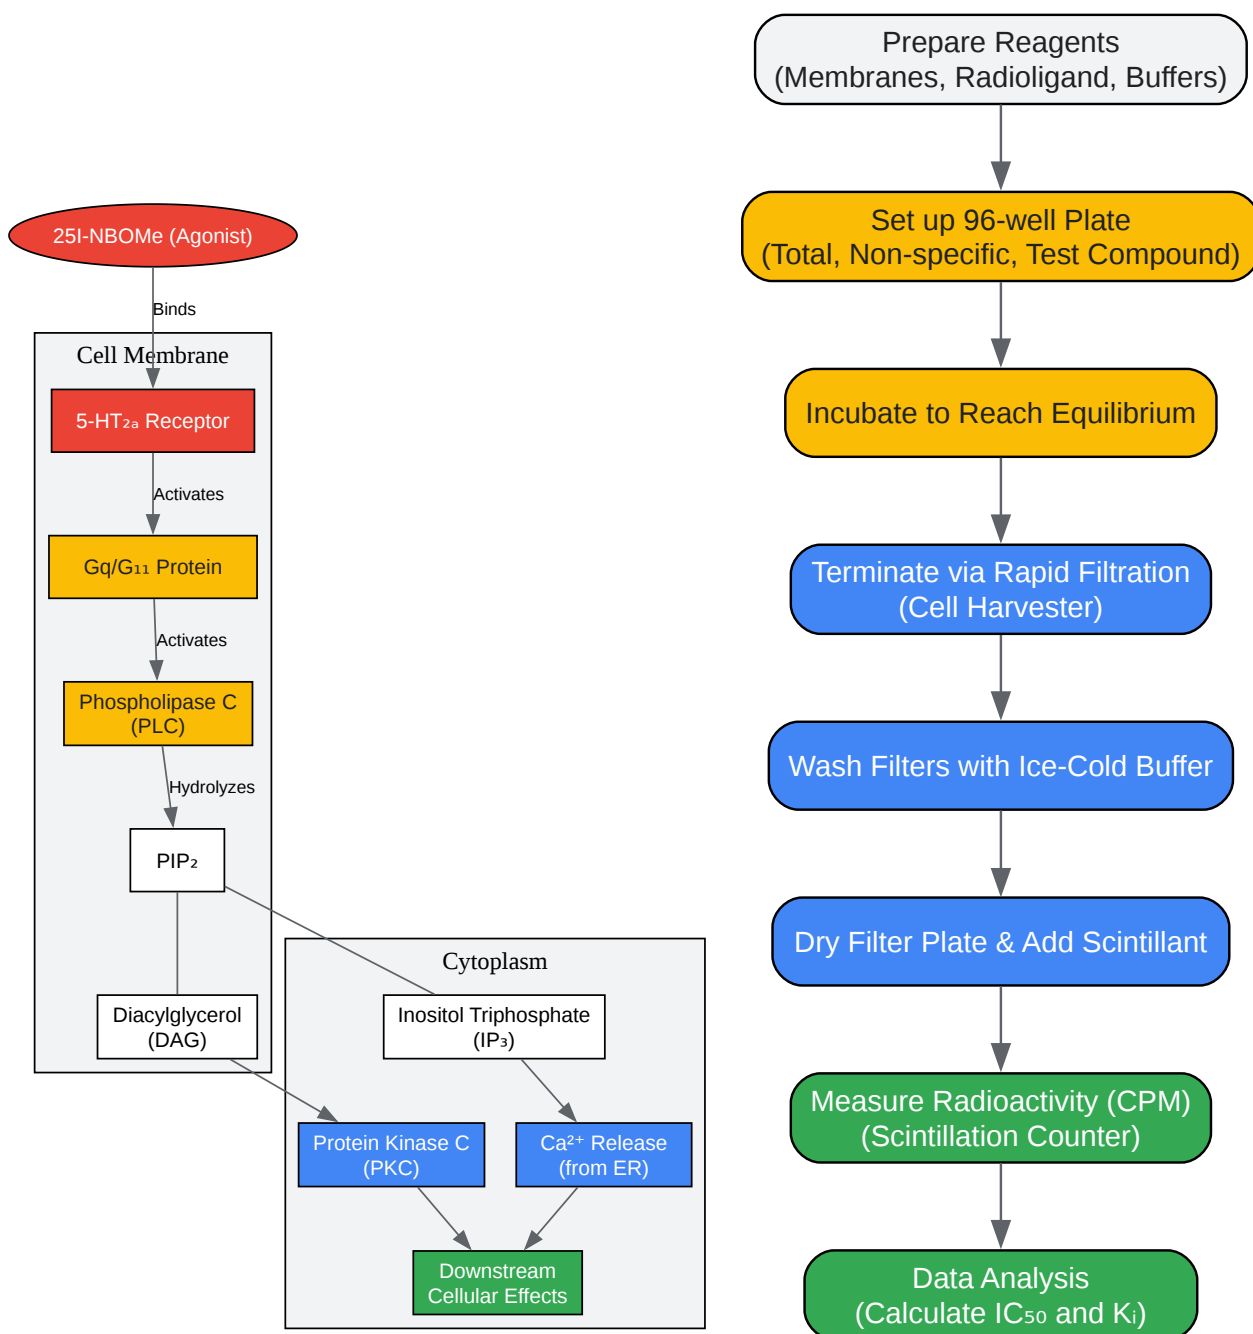 25I-NBOMe (Agonist)
Binds
Cell Membrane
5-HT₂ₐ Receptor
Activates
Gq/G₁₁ Protein
Activates
Phospholipase C
(PLC)
Hydrolyzes
PIP₂
Diacylglycerol
(DAG)
Cytoplasm
Inositol Triphosphate
(IP₃)
Protein Kinase C
(PKC)
Ca²⁺ Release
(from ER)
Downstream
Cellular Effects
Prepare Reagents
(Membranes, Radioligand, Buffers)
Set up 96-well Plate
(Total, Non-specific, Test Compound)
Incubate to Reach Equilibrium
Terminate via Rapid Filtration
(Cell Harvester)
Wash Filters with Ice-Cold Buffer
Dry Filter Plate & Add Scintillant
Measure Radioactivity (CPM)
(Scintillation Counter)
Data Analysis
(Calculate IC₅₀ and Kᵢ)